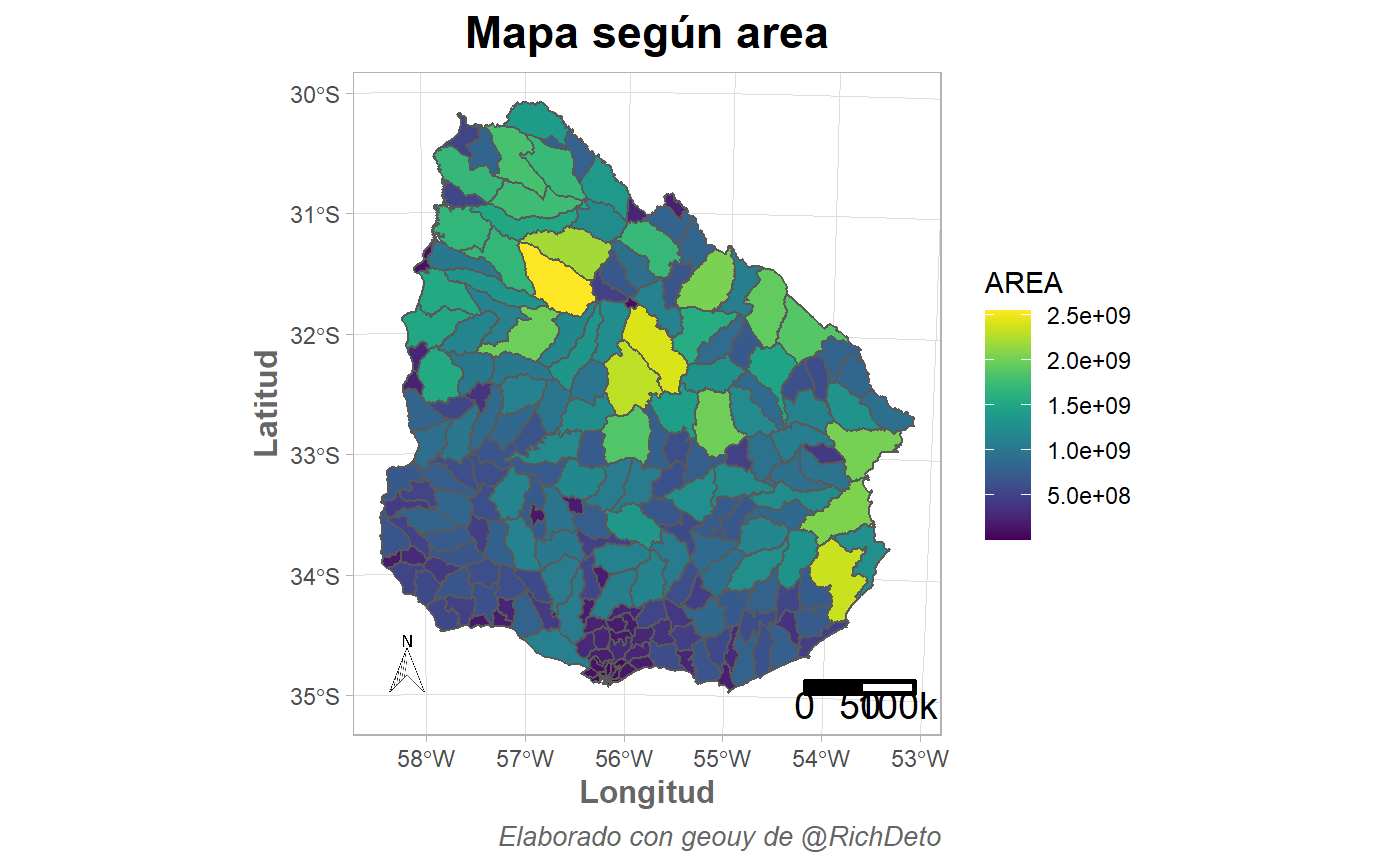 Mapa según area
30°S
31°S
32°S
33°S
34°S
35°S
Latitud
N
0 50 100k
58°W 57°W 56°W 55°W 54°W 53°W
Longitud
Elaborado con geouy de @RichDeto
AREA
2.5e+09
2.0e+09
1.5e+09
1.0e+09
5.0e+08